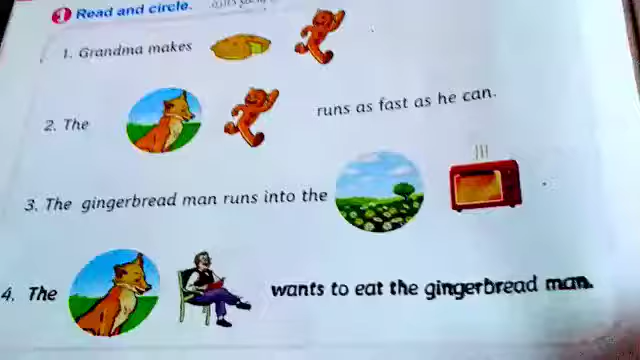 1 Read and circle.
1. Grandma makes
2. The runs as fast as he can.
3. The gingerbread man runs into the .
4. The wants to eat the gingerbread man.